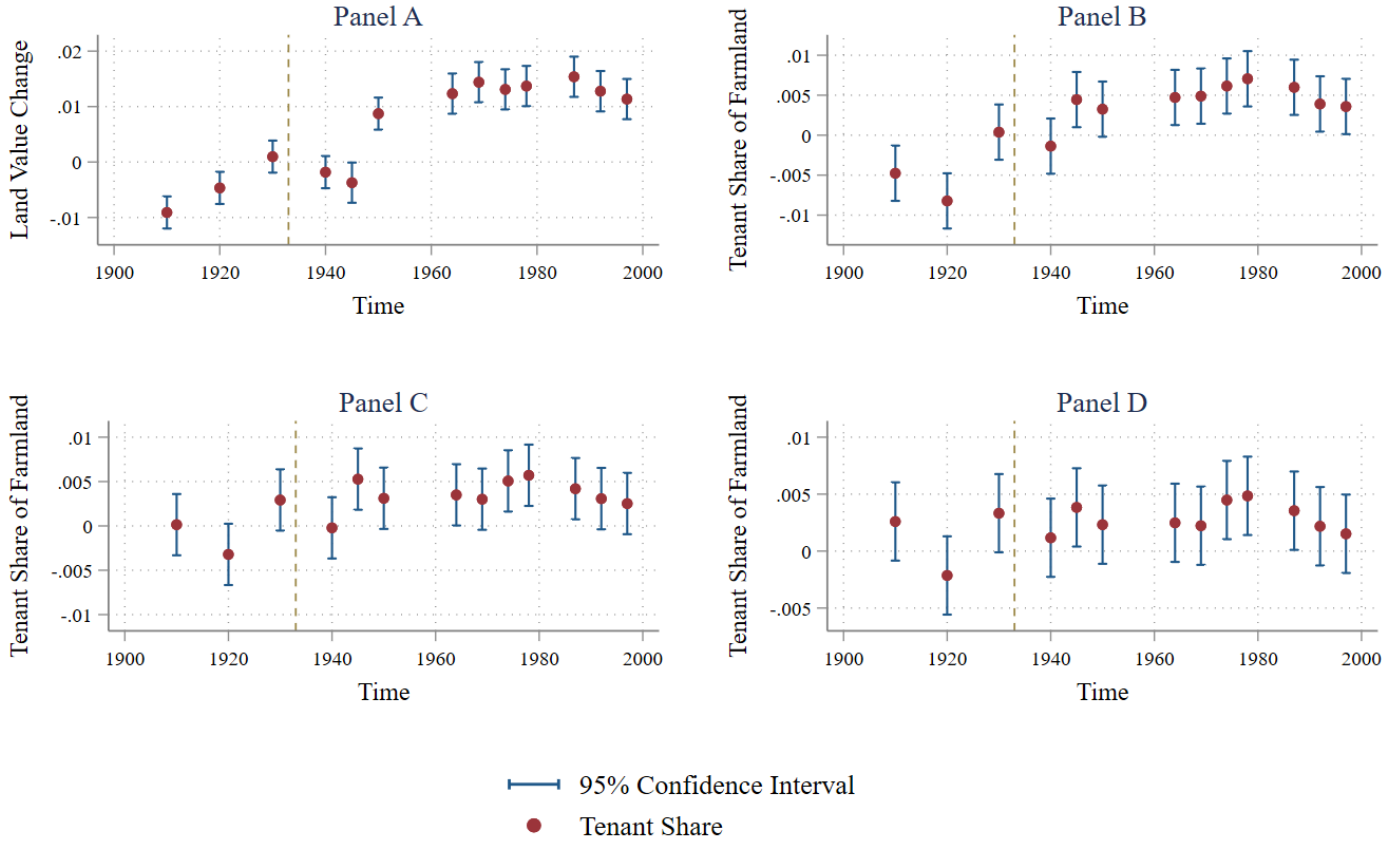 Panel A
Land Value Change
.02
.01
0
-.01
1900 1920 1940 1960 1980 2000
Time
Panel B
Tenant Share of Farmland
.01
.005
0
-.005
-.01
1900 1920 1940 1960 1980 2000
Time
Panel C
Tenant Share of Farmland
.01
.005
0
-.005
-.01
1900 1920 1940 1960 1980 2000
Time
Panel D
Tenant Share of Farmland
.01
.005
0
-.005
1900 1920 1940 1960 1980 2000
Time
95% Confidence Interval
Tenant Share